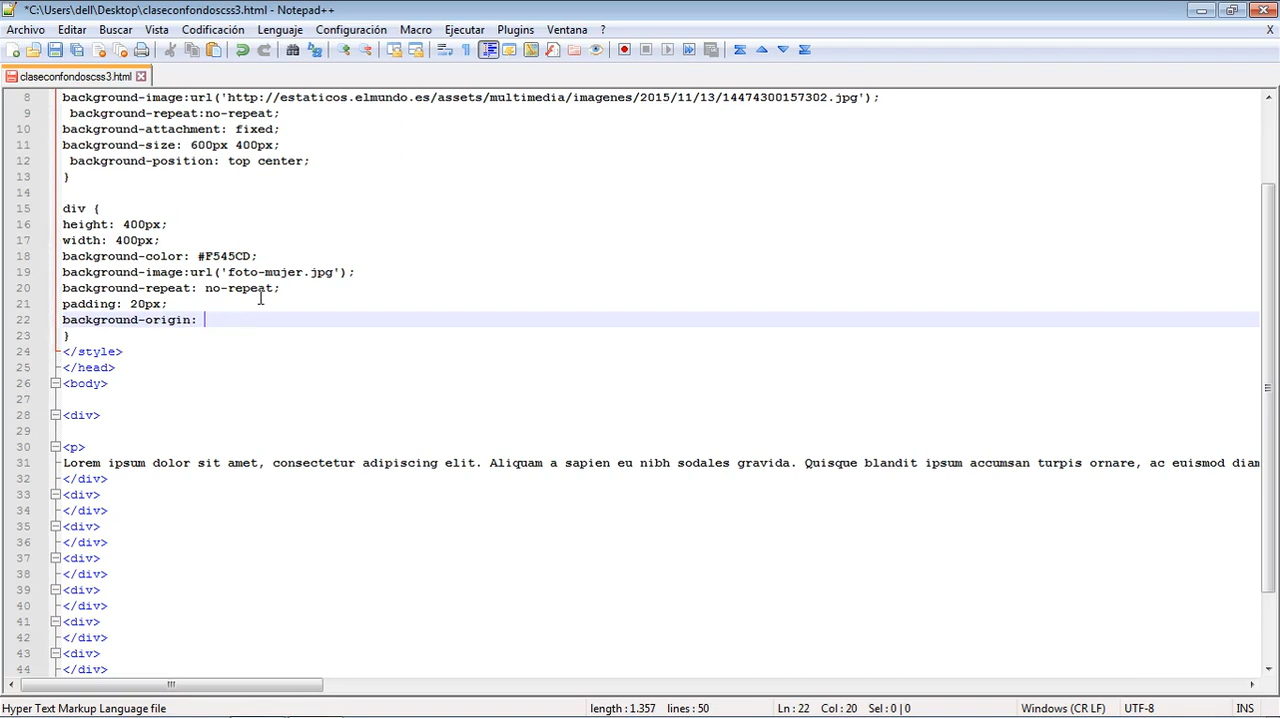 *C:\Users\dell\Desktop\claseconfondoscss3.html - Notepad++
Archivo Editar Buscar Vista Codificación Lenguaje Configuración Macro Ejecutar Plugins Ventana ? X
claseconfondoscss3.html
8 background-image:url('http://estaticos.elmundo.es/assets/multimedia/imagenes/2015/11/13/14474300157302.jpg');
9 background-repeat:no-repeat;
10 background-attachment: fixed;
11 background-size: 600px 400px;
12 background-position: top center;
13 }
14
15 div {
16 height: 400px;
17 width: 400px;
18 background-color: #F545CD;
19 background-image:url('foto-mujer.jpg');
20 background-repeat: no-repeat;
21 padding: 20px;
22 background-origin:
23 }
24 </style>
25 </head>
26 <body>
27
28 <div>
29
30 <p>
31 Lorem ipsum dolor sit amet, consectetur adipiscing elit. Aliquam a sapien eu nibh sodales gravida. Quisque blandit ipsum accumsan turpis ornare, ac euismod diam
32 </div>
33 <div>
34 </div>
35 <div>
36 </div>
37 <div>
38 </div>
39 <div>
40 </div>
41 <div>
42 </div>
43 <div>
44 </div>
Hyper Text Markup Language file length : 1.357 lines : 50 Ln : 22 Col : 20 Sel : 0 | 0 Windows (CR LF) UTF-8 INS